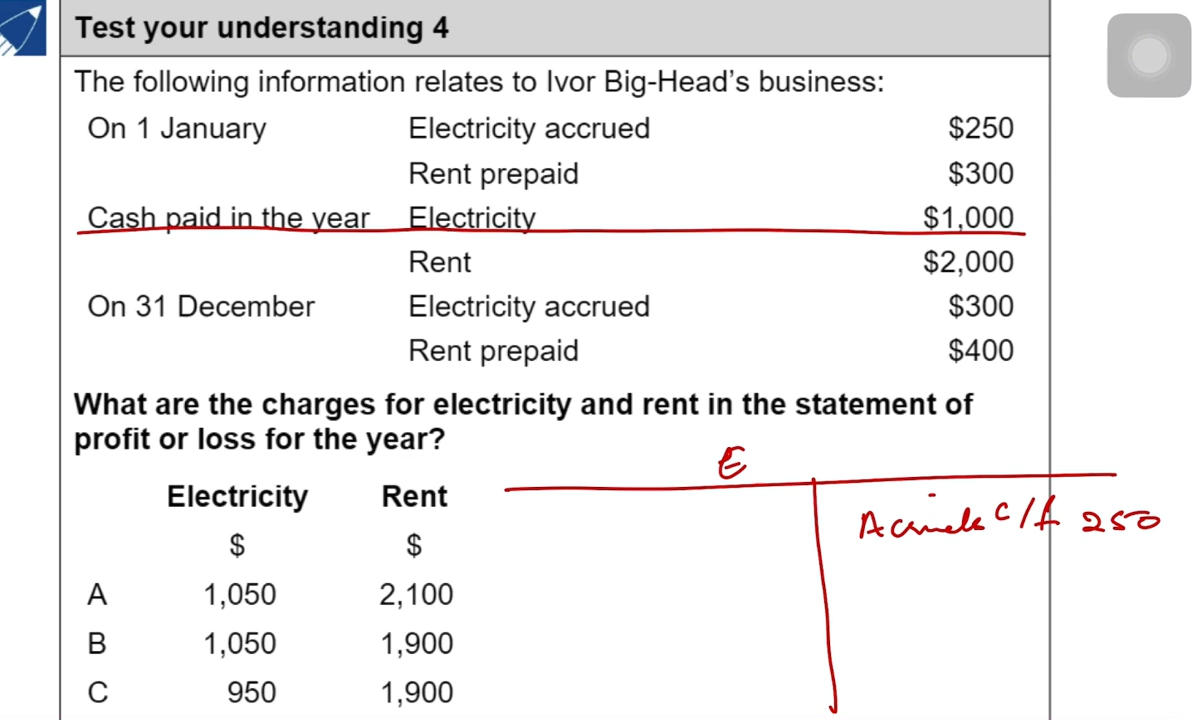 Test your understanding 4
The following information relates to Ivor Big-Head's business:
On 1 January Electricity accrued $250
Rent prepaid $300
Cash paid in the year Electricity $1,000
Rent $2,000
On 31 December Electricity accrued $300
Rent prepaid $400
What are the charges for electricity and rent in the statement of
profit or loss for the year?
E
Electricity Rent
$ $
Accruals c/f 250
A 1,050 2,100
B 1,050 1,900
C 950 1,900